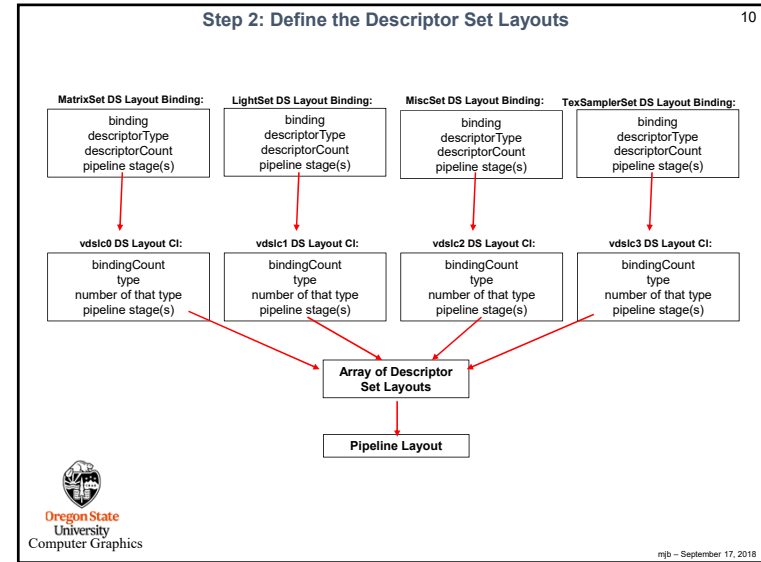 Step 2: Define the Descriptor Set Layouts
10
MatrixSet DS Layout Binding:
binding
descriptorType
descriptorCount
pipeline stage(s)
LightSet DS Layout Binding:
binding
descriptorType
descriptorCount
pipeline stage(s)
MiscSet DS Layout Binding:
binding
descriptorType
descriptorCount
pipeline stage(s)
TexSamplerSet DS Layout Binding:
binding
descriptorType
descriptorCount
pipeline stage(s)
vdslc0 DS Layout CI:
bindingCount
type
number of that type
pipeline stage(s)
vdslc1 DS Layout CI:
bindingCount
type
number of that type
pipeline stage(s)
vdslc2 DS Layout CI:
bindingCount
type
number of that type
pipeline stage(s)
vdslc3 DS Layout CI:
bindingCount
type
number of that type
pipeline stage(s)
Array of Descriptor
Set Layouts
Pipeline Layout
Oregon State
University
Computer Graphics
mjb – September 17, 2018